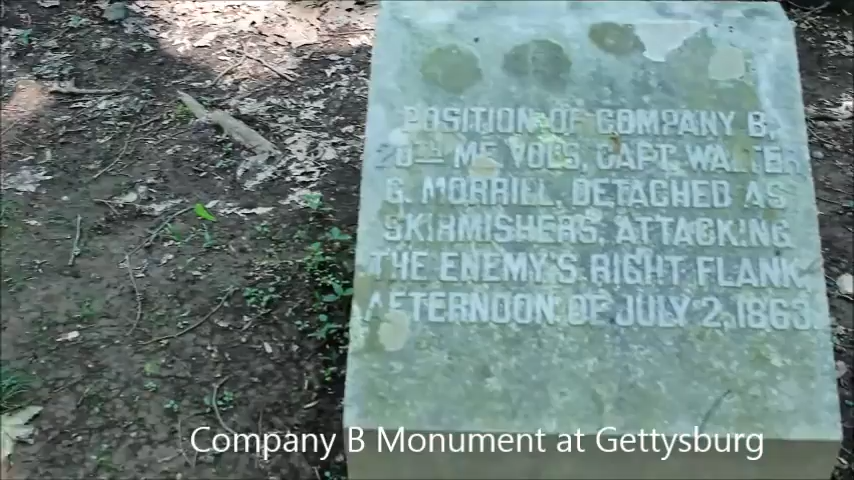 POSITION OF COMPANY B,
20TH ME VOLS, CAPT. WALTER
G. MORRILL, DETACHED AS
SKIRMISHERS, ATTACKING
THE ENEMY'S RIGHT FLANK
AFTERNOON OF JULY 2, 1863.
Company B Monument at Gettysburg